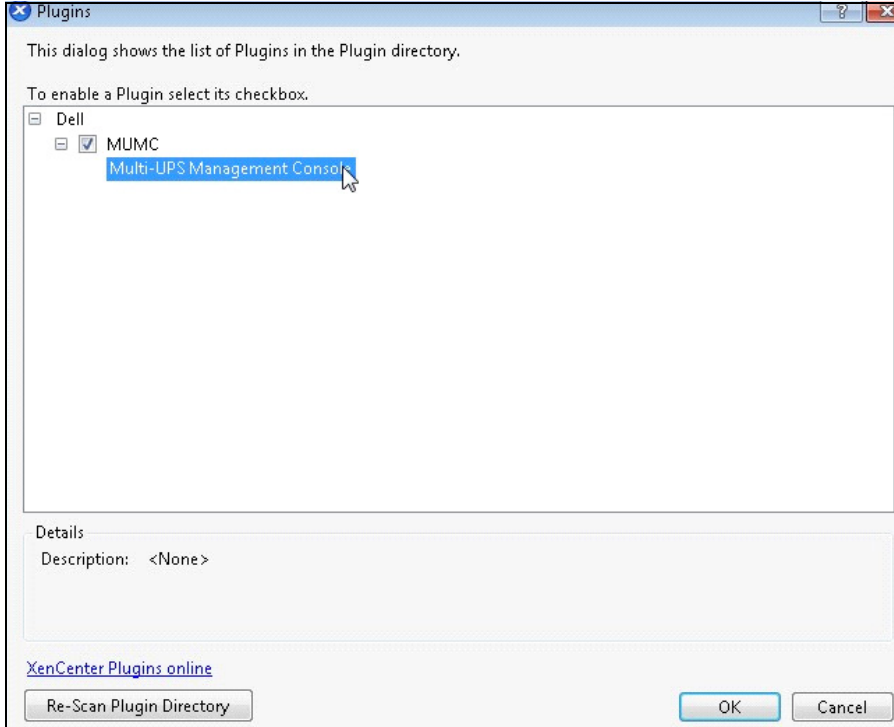 Plugins
?
This dialog shows the list of Plugins in the Plugin directory.
To enable a Plugin select its checkbox.
Dell
MUMC
Multi-UPS Management Console
Details
Description: <None>
XenCenter Plugins online
Re-Scan Plugin Directory
OK
Cancel